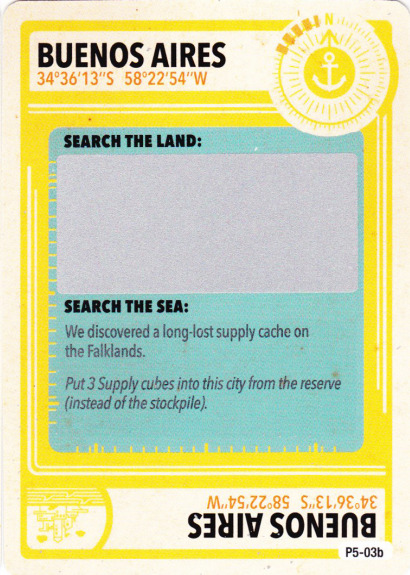 BUENOS AIRES
34°36'13"S 58°22'54"W
N
SEARCH THE LAND:
SEARCH THE SEA:
We discovered a long-lost supply cache on
the Falklands.
Put 3 Supply cubes into this city from the reserve
(instead of the stockpile).
34°36'13"S 58°22'54"W
BUENOS AIRES
P5-03b